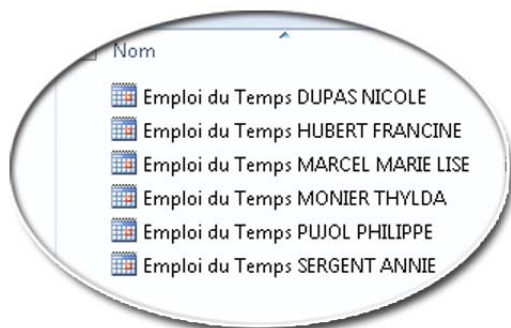 Nom
Emploi du Temps DUPAS NICOLE
Emploi du Temps HUBERT FRANCINE
Emploi du Temps MARCEL MARIE LISE
Emploi du Temps MONIER THYLDA
Emploi du Temps PUJOL PHILIPPE
Emploi du Temps SERGENT ANNIE